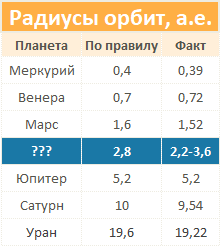 Радиусы орбит, а.е.
Планета По правилу Факт
Меркурий 0,4 0,39
Венера 0,7 0,72
Марс 1,6 1,52
??? 2,8 2,2-3,6
Юпитер 5,2 5,2
Сатурн 10 9,54
Уран 19,6 19,22